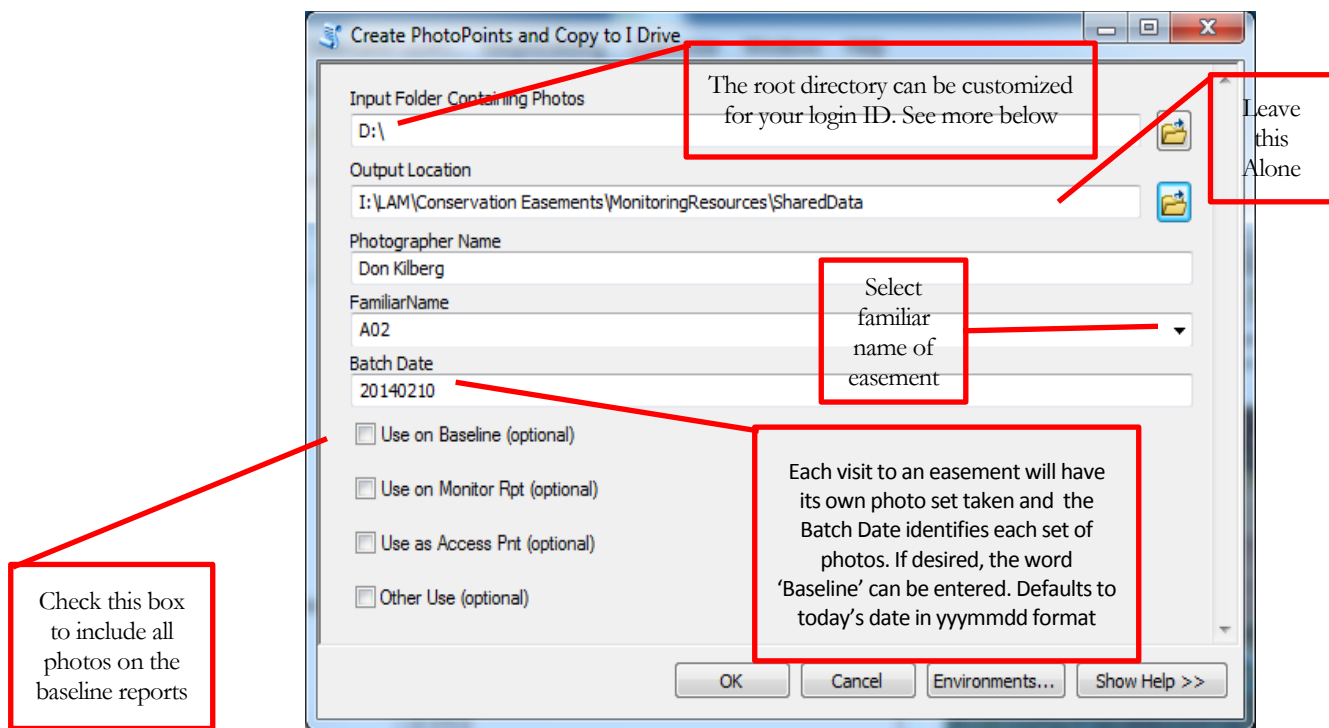 Create PhotoPoints and Copy to I Drive
The root directory can be customized
for your login ID. See more below
Leave
this
Alone
Input Folder Containing Photos
D:\
Output Location
I:\LAM\Conservation Easements\MonitoringResources\SharedData
Photographer Name
Don Kilberg
FamiliarName
A02
Select
familiar
name of
easement
Batch Date
20140210
Use on Baseline (optional)
Use on Monitor Rpt (optional)
Use as Access Pnt (optional)
Other Use (optional)
Each visit to an easement will have
its own photo set taken and the
Batch Date identifies each set of
photos. If desired, the word
‘Baseline’ can be entered. Defaults to
today’s date in yyymmdd format
Check this box
to include all
photos on the
baseline reports
OK
Cancel
Environments...
Show Help >>